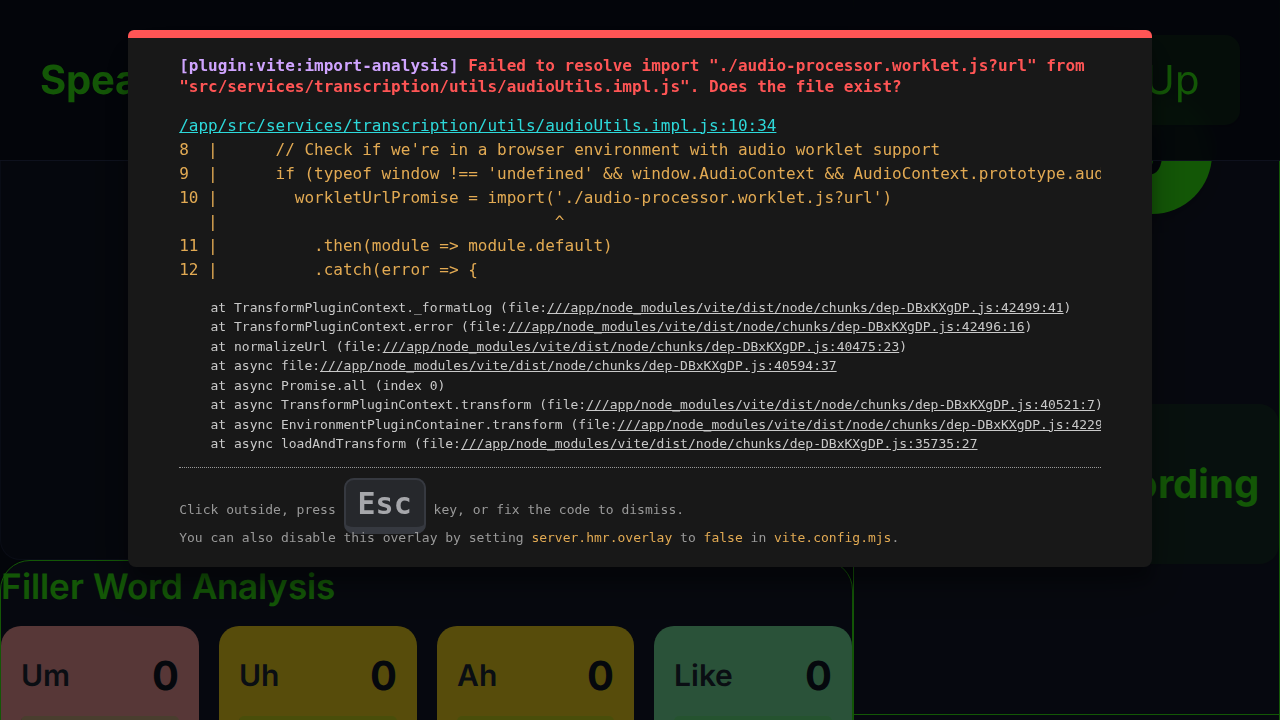 [plugin:vite:import-analysis] Failed to resolve import "./audio-processor.worklet.js?url" from
"src/services/transcription/utils/audioUtils.impl.js". Does the file exist?
/app/src/services/transcription/utils/audioUtils.impl.js:10:34
8  |      // Check if we're in a browser environment with audio worklet support
9  |      if (typeof window !== 'undefined' && window.AudioContext && AudioContext.prototype.aud
10 |        workletUrlPromise = import('./audio-processor.worklet.js?url')
   |                                   ^
11 |          .then(module => module.default)
12 |          .catch(error => {
at TransformPluginContext._formatLog (file:///app/node_modules/vite/dist/node/chunks/dep-DBxKXgDP.js:42499:41)
at TransformPluginContext.error (file:///app/node_modules/vite/dist/node/chunks/dep-DBxKXgDP.js:42496:16)
at normalizeUrl (file:///app/node_modules/vite/dist/node/chunks/dep-DBxKXgDP.js:40475:23)
at async file:///app/node_modules/vite/dist/node/chunks/dep-DBxKXgDP.js:40594:37
at async Promise.all (index 0)
at async TransformPluginContext.transform (file:///app/node_modules/vite/dist/node/chunks/dep-DBxKXgDP.js:40521:7)
at async EnvironmentPluginContainer.transform (file:///app/node_modules/vite/dist/node/chunks/dep-DBxKXgDP.js:4229
at async loadAndTransform (file:///app/node_modules/vite/dist/node/chunks/dep-DBxKXgDP.js:35735:27
Click outside, press Esc key, or fix the code to dismiss.
You can also disable this overlay by setting server.hmr.overlay to false in vite.config.mjs.
Spea
Up
ording
Filler Word Analysis
Um 0 Uh 0 Ah 0 Like 0